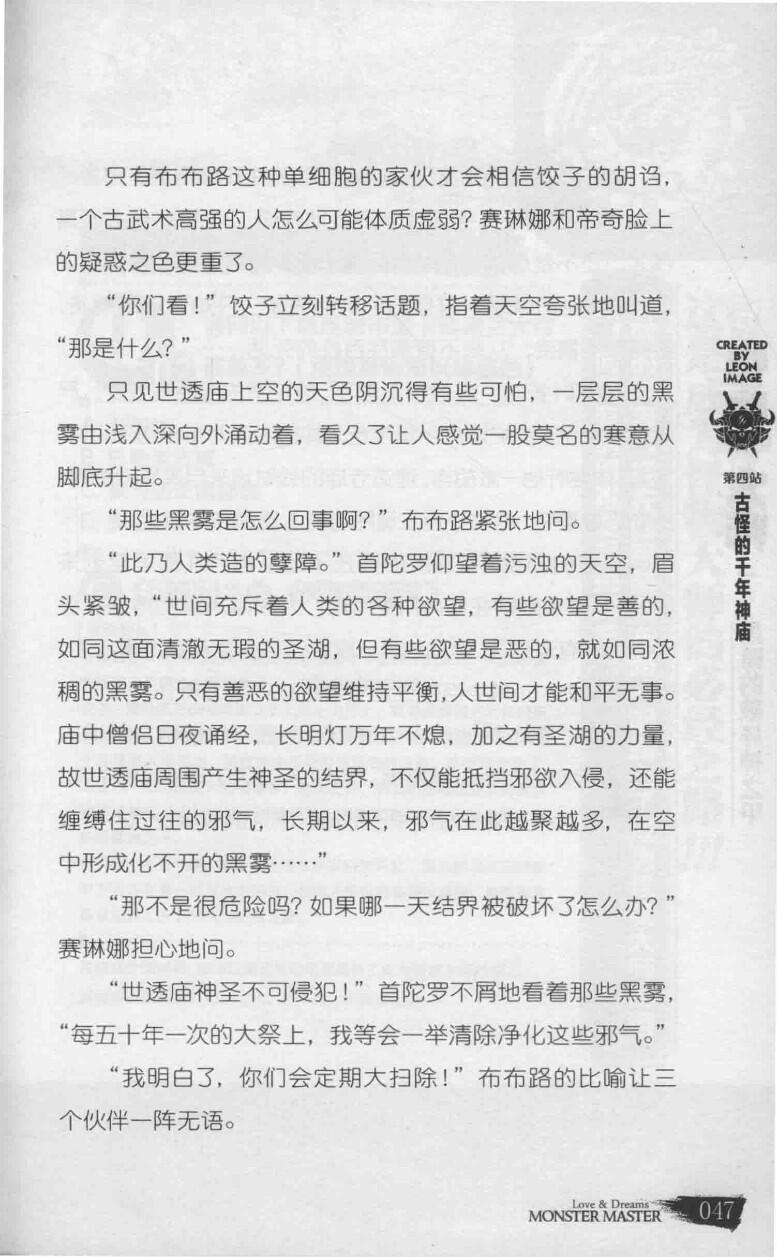 只有布布路这种单细胞的家伙才会相信饺子的胡诌，
一个古武术高强的人怎么可能体质虚弱？赛琳娜和帝奇脸上
的疑惑之色更重了。
“你们看！”饺子立刻转移话题，指着天空夸张地叫道，
“那是什么？”
只见世透庙上空的天色阴沉得有些可怕，一层层的黑
雾由浅入深向外涌动着，看久了让人感觉一股莫名的寒意从
脚底升起。
“那些黑雾是怎么回事啊？”布布路紧张地问。
“此乃人类造的孽障。”首陀罗仰望着污浊的天空，眉
头紧皱，“世间充斥着人类的各种欲望，有些欲望是善的，
如同这面清澈无瑕的圣湖，但有些欲望是恶的，就如同浓
稠的黑雾。只有善恶的欲望维持平衡，人世间才能和平无事。
庙中僧侣日夜诵经，长明灯万年不熄，加之有圣湖的力量，
故世透庙周围产生神圣的结界，不仅能抵挡邪欲入侵，还能
缠缚住过往的邪气，长期以来，邪气在此越聚越多，在空
中形成化不开的黑雾……”
“那不是很危险吗？如果哪一天结界被破坏了怎么办？”
赛琳娜担心地问。
“世透庙神圣不可侵犯！”首陀罗不屑地看着那些黑雾，
“每五十年一次的大祭上，我等会一举清除净化这些邪气。”
“我明白了，你们会定期大扫除！”布布路的比喻让三
个伙伴一阵无语。
CREATED
BY
LEON
IMAGE
第四站
古怪的千年神庙
Love & Dreams
MONSTER MASTER
047